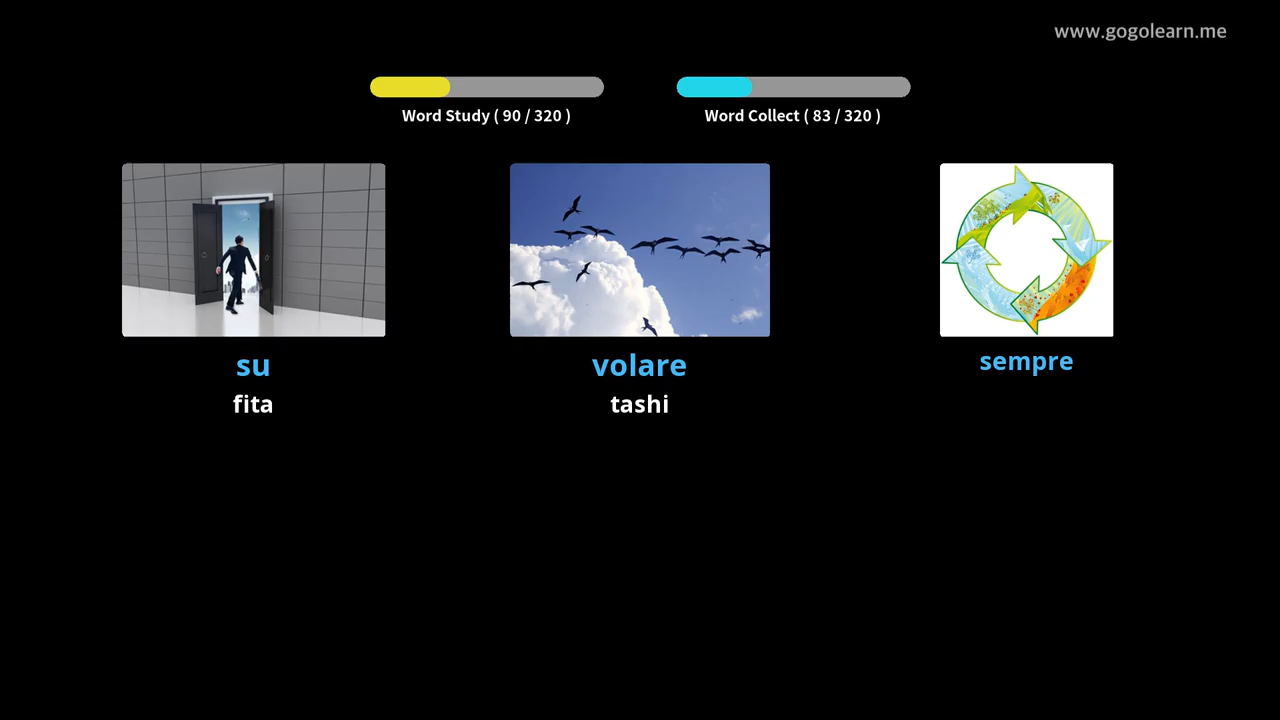 www.gogolearn.me
Word Study ( 90 / 320 )
Word Collect ( 83 / 320 )
su
fita
volare
tashi
sempre